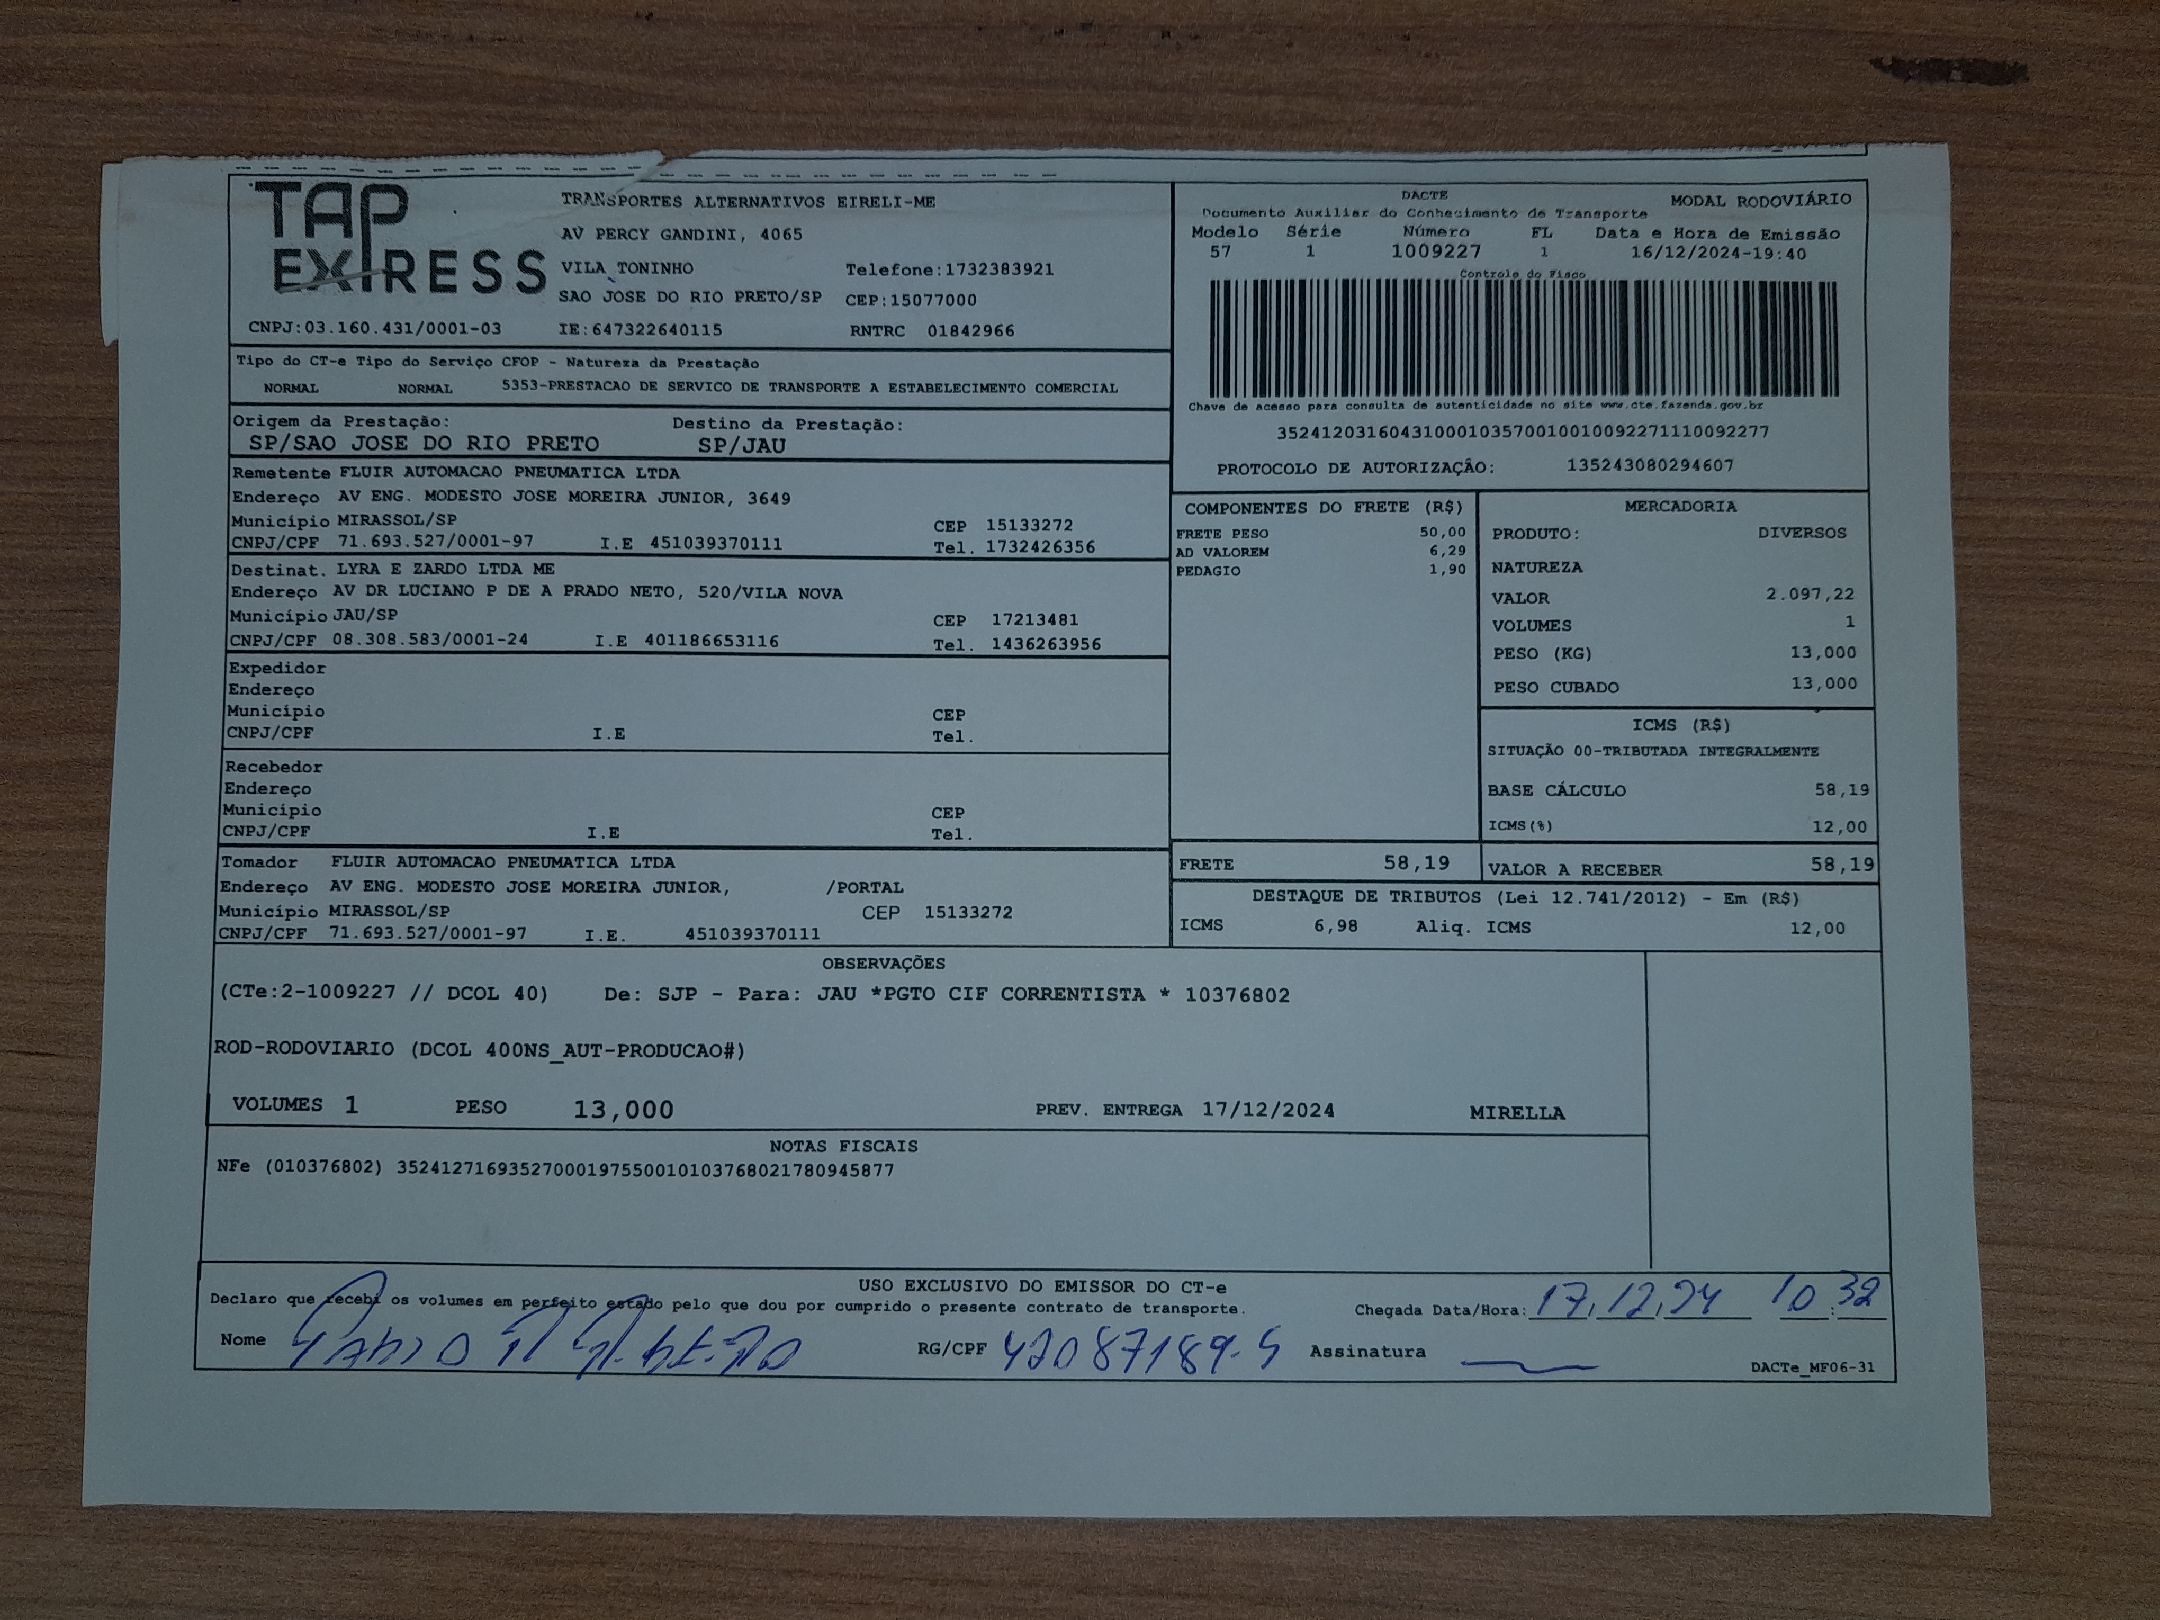 TAP EXPRESS
TRANSPORTES ALTERNATIVOS EIRELI-ME
AV PERCY GANDINI, 4065
VILA TONINHO Telefone:1732383921
SAO JOSE DO RIO PRETO/SP CEP:15077000
CNPJ:03.160.431/0001-03 IE:647322640115 RNTRC 01842966
DACTE MODAL RODOVIÁRIO
Documento Auxiliar do Conhecimento de Transporte
Modelo Série Número FL Data e Hora de Emissão
57 1 1009227 1 16/12/2024-19:40
Controle do Fisco
Chave de acesso para consulta de autenticidade no site www.cte.fazenda.gov.br
35241203160431000103570010010092271110092277
PROTOCOLO DE AUTORIZAÇÃO: 135243080294607
Tipo do CT-e Tipo do Serviço CFOP - Natureza da Prestação
NORMAL NORMAL 5353-PRESTACAO DE SERVICO DE TRANSPORTE A ESTABELECIMENTO COMERCIAL
Origem da Prestação: Destino da Prestação:
SP/SAO JOSE DO RIO PRETO SP/JAU
Remetente FLUIR AUTOMACAO PNEUMATICA LTDA
Endereço AV ENG. MODESTO JOSE MOREIRA JUNIOR, 3649
Município MIRASSOL/SP CEP 15133272
CNPJ/CPF 71.693.527/0001-97 I.E 451039370111 Tel. 1732426356
Destinat. LYRA E ZARDO LTDA ME
Endereço AV DR LUCIANO P DE A PRADO NETO, 520/VILA NOVA
Município JAU/SP CEP 17213481
CNPJ/CPF 08.308.583/0001-24 I.E 401186653116 Tel. 1436263956
Expedidor
Endereço
Município CEP
CNPJ/CPF I.E Tel.
Recebedor
Endereço
Município CEP
CNPJ/CPF I.E Tel.
Tomador FLUIR AUTOMACAO PNEUMATICA LTDA
Endereço AV ENG. MODESTO JOSE MOREIRA JUNIOR, /PORTAL
Município MIRASSOL/SP CEP 15133272
CNPJ/CPF 71.693.527/0001-97 I.E. 451039370111
COMPONENTES DO FRETE (R$)
FRETE PESO 50,00
AD VALOREM 6,29
PEDAGIO 1,90
MERCADORIA
PRODUTO: DIVERSOS
NATUREZA
VALOR 2.097,22
VOLUMES 1
PESO (KG) 13,000
PESO CUBADO 13,000
ICMS (R$)
SITUAÇÃO 00-TRIBUTADA INTEGRALMENTE
BASE CÁLCULO 58,19
ICMS(%) 12,00
FRETE 58,19 VALOR A RECEBER 58,19
DESTAQUE DE TRIBUTOS (Lei 12.741/2012) - Em (R$)
ICMS 6,98 Aliq. ICMS 12,00
OBSERVAÇÕES
(CTe:2-1009227 // DCOL 40) De: SJP - Para: JAU *PGTO CIF CORRENTISTA * 10376802
ROD-RODOVIARIO (DCOL 400NS_AUT-PRODUCAO#)
VOLUMES 1 PESO 13,000 PREV. ENTREGA 17/12/2024 MIRELLA
NOTAS FISCAIS
NFe (010376802) 35241271693527000197550010103768021780945877
USO EXCLUSIVO DO EMISSOR DO CT-e
Declaro que recebi os volumes em perfeito estado pelo que dou por cumprido o presente contrato de transporte. Chegada Data/Hora: 17.12.24 10:32
Nome RG/CPF 42087189-5 Assinatura
DACTe_MF06-31